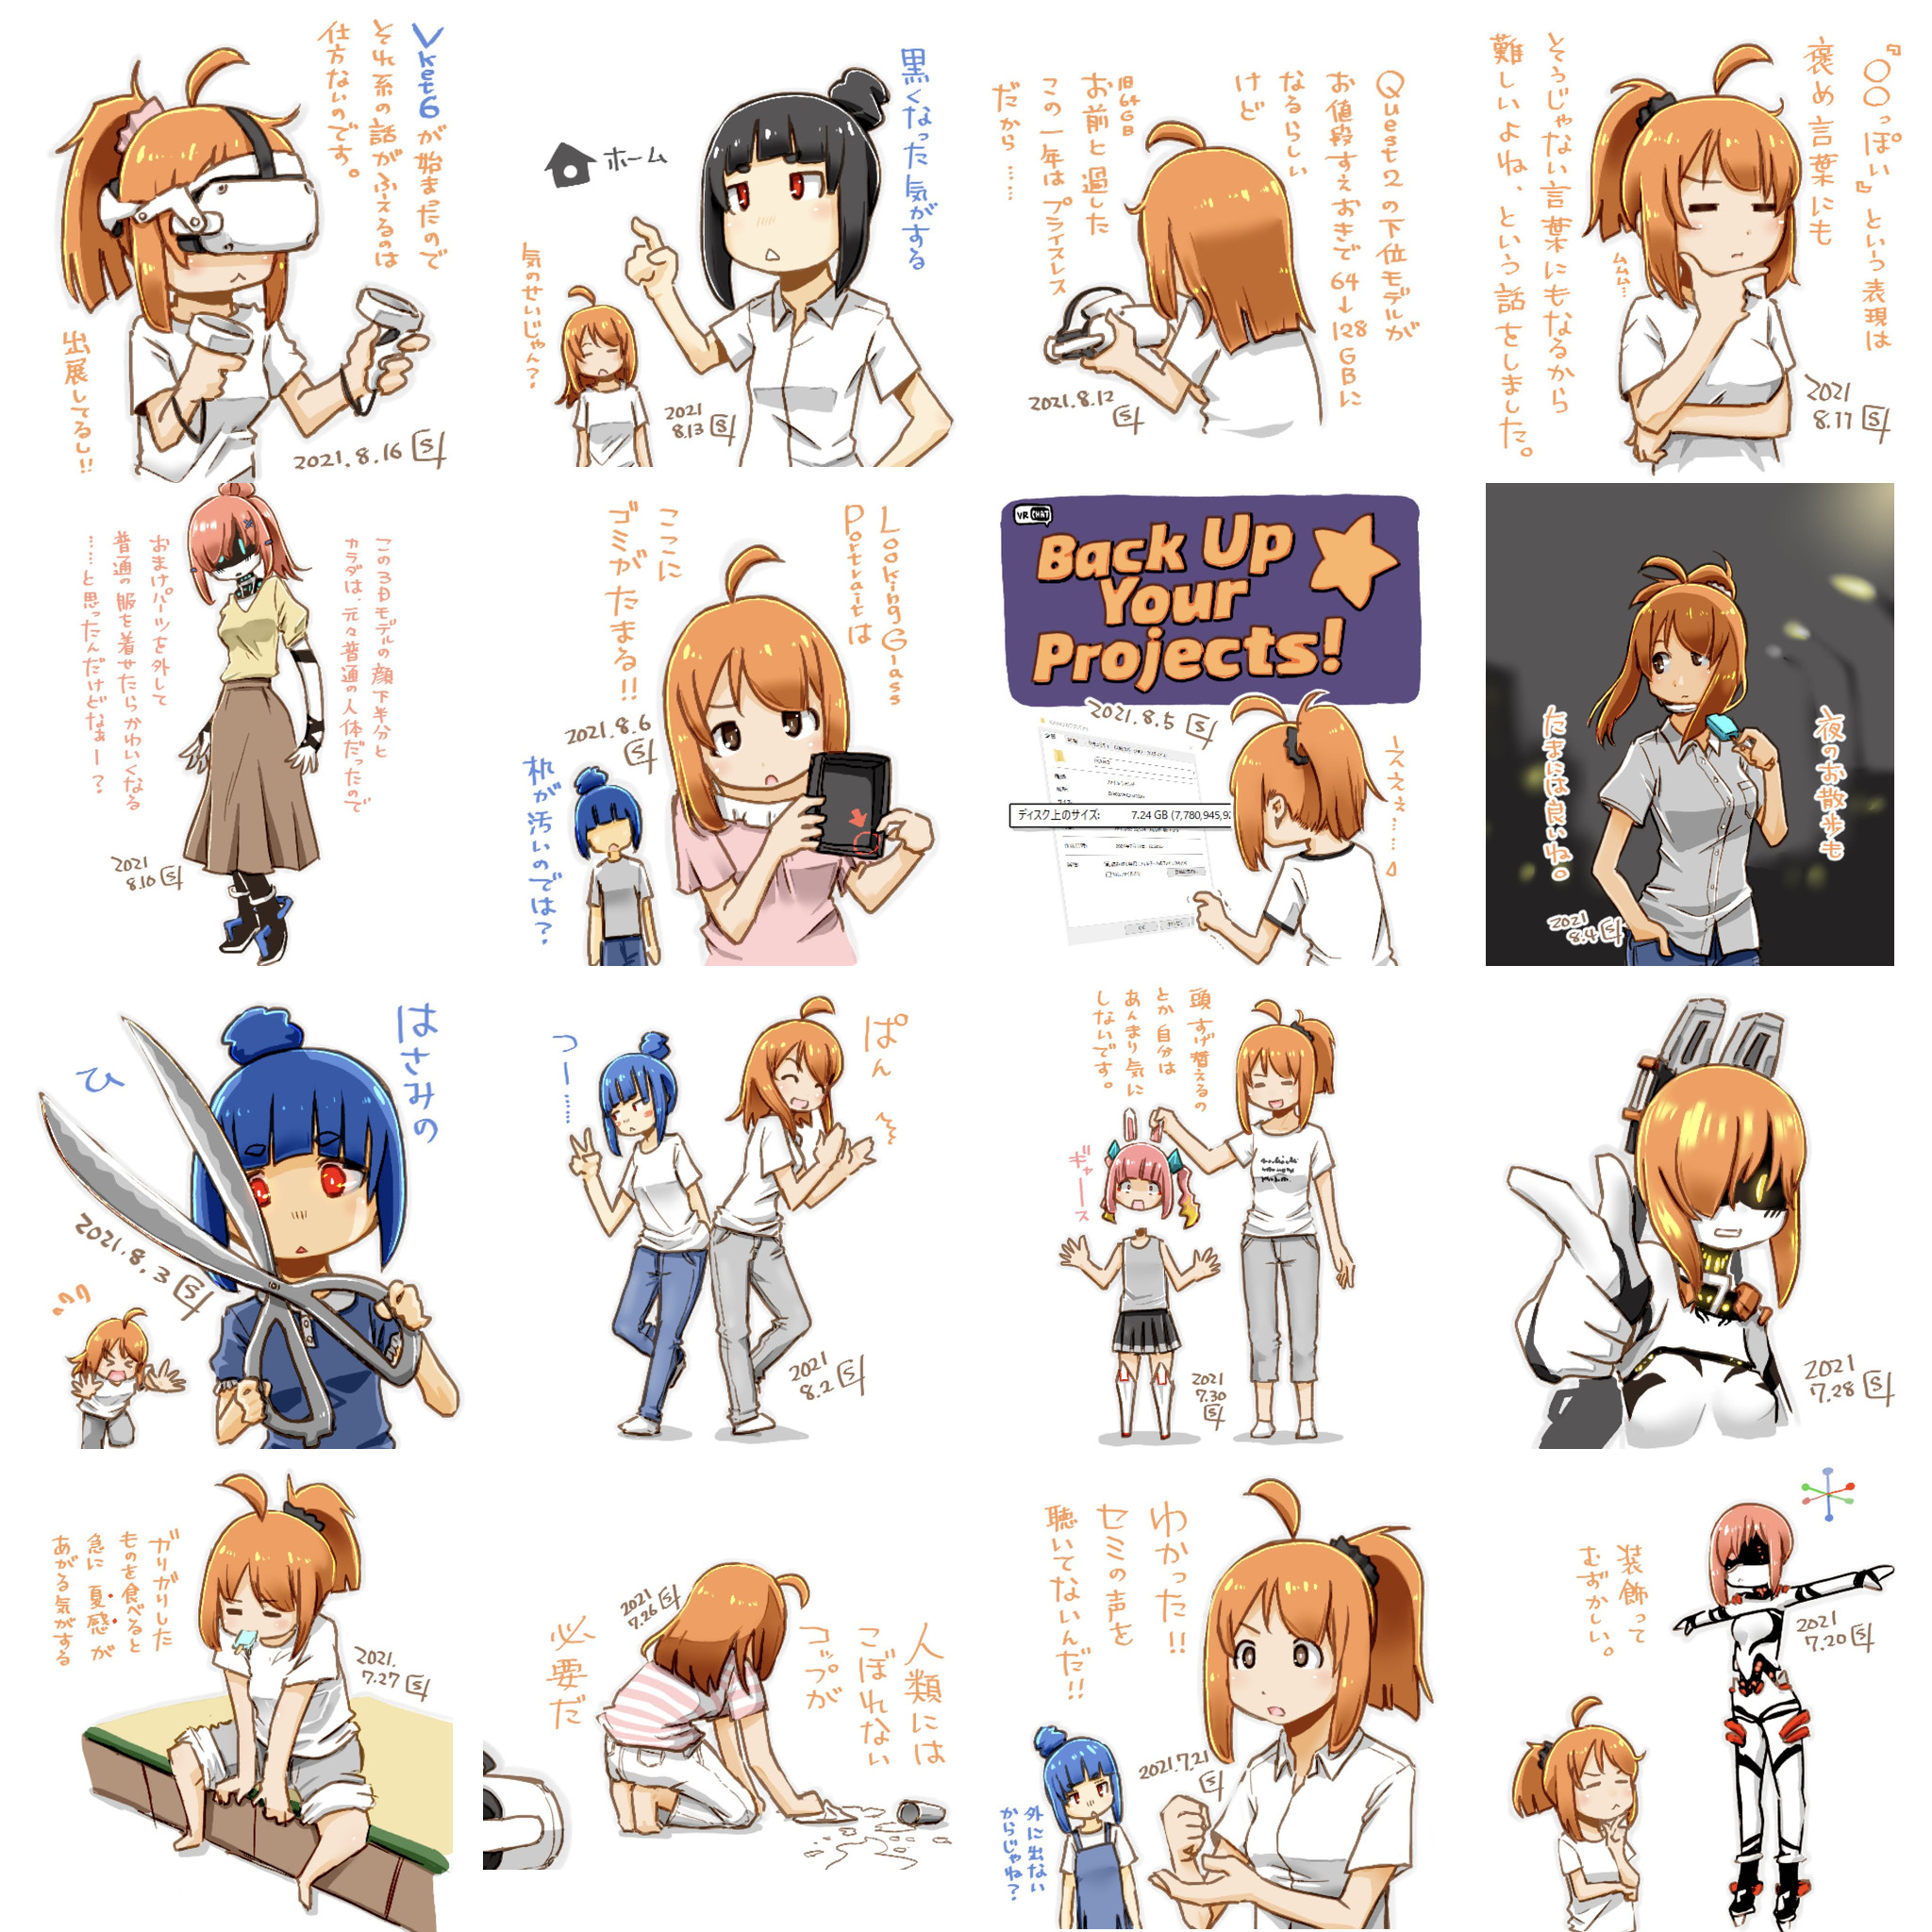 Vket6が始まったので
それ系の話がふえるのは
仕方ないのです。
出展してるし!!
2021.8.16
黒くなった気がする
ホーム
気のせいじゃん?
2021
8.13
Quest2の下位モデルが
お値段すえおきで64→128GBに
なるらしい
けど
旧64GB
お前と過した
この一年はプライスレス
だから……
2021.8.12
『○○っぽい』という表現は
褒め言葉にも
そうじゃない言葉にもなるから
難しいよね、という話をしました。
ムムム…
2021
8.17
この3Dモデルの顔下半分と
カラダは、元々普通の人体だったので
おまけパーツを外して
普通の服を着せたらかわいくなる
……と思ったんだけどなぁー?
2021
8.10
LookingGlass
Portraitは
ここに
ゴミがたまる!!
2021.8.6
机が汚いのでは?
VRCHAT
Back Up
Your
Projects!
2021.8.5
ディスク上のサイズ: 7.24 GB (7,780,945,92
えええ……
夜のお散歩も
たまには良いね。
2021
8.4
はさみの
ひ
2021.8.3
ぱん
つー……
2021
8.2
頭すげ替えるの
とか自分は
あんまり気に
しないです。
ギャース
2021
7.30
2021
7.28
ガリガリした
ものを食べると
急に夏感が
あがる気がする
2021.
7.27
2021
7.26
人類には
こぼれない
コップが
必要だ
わかった!!
セミの声を
聴いてないんだ!!
2021.7.21
外に出ない
からじゃね?
装飾って
むずかしい。
2021
7.20